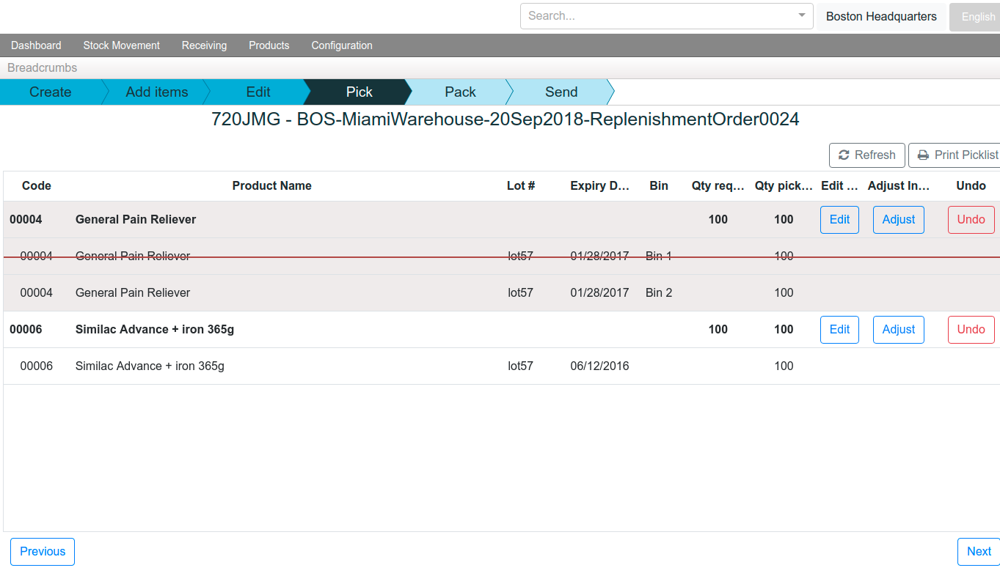 Search... Boston Headquarters English
Dashboard Stock Movement Receiving Products Configuration
Breadcrumbs
Create Add items Edit Pick Pack Send
720JMG - BOS-MiamiWarehouse-20Sep2018-ReplenishmentOrder0024
Refresh Print Picklist
Code Product Name Lot # Expiry D... Bin Qty req... Qty pick... Edit ... Adjust In... Undo
00004 General Pain Reliever 100 100 Edit Adjust Undo
00004 General Pain Reliever lot57 01/28/2017 Bin 1 100
00004 General Pain Reliever lot57 01/28/2017 Bin 2 100
00006 Similac Advance + iron 365g 100 100 Edit Adjust Undo
00006 Similac Advance + iron 365g lot57 06/12/2016 100
Previous Next